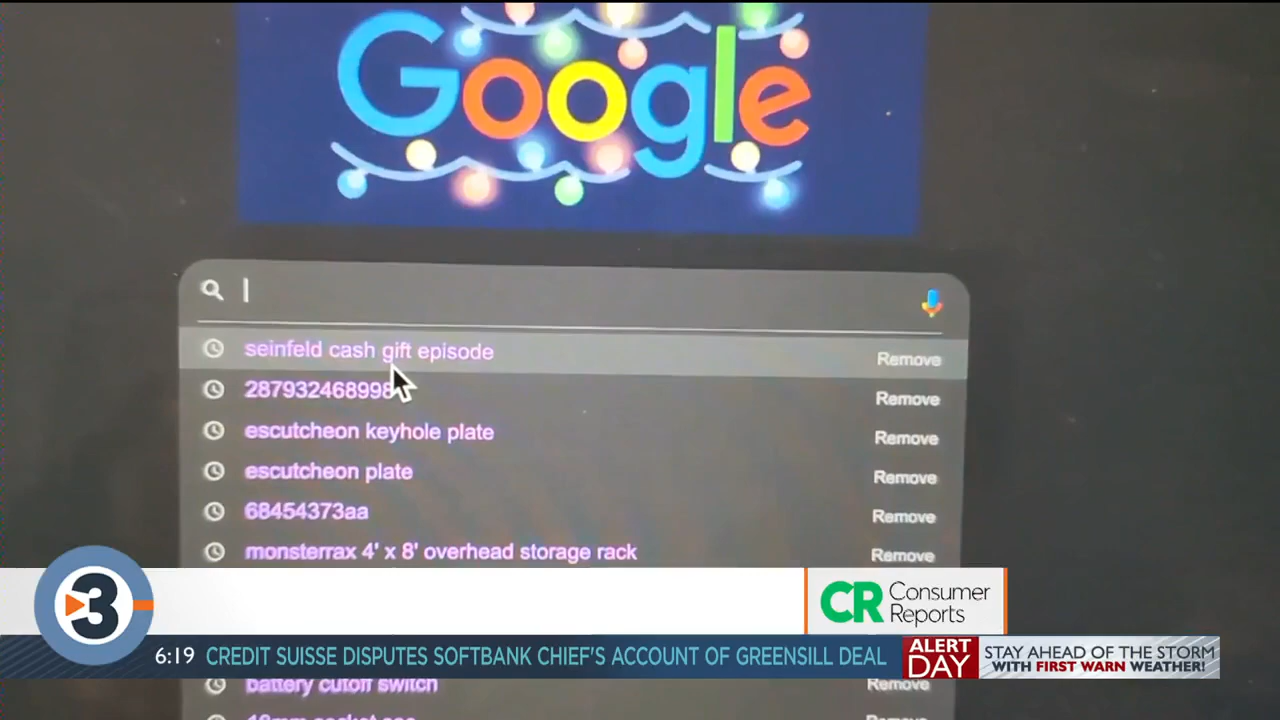 Google
seinfeld cash gift episode Remove
287932468998 Remove
escutcheon keyhole plate Remove
escutcheon plate Remove
68454373aa Remove
monsterrax 4' x 8' overhead storage rack Remove
3
CR Consumer Reports
6:19 CREDIT SUISSE DISPUTES SOFTBANK CHIEF'S ACCOUNT OF GREENSILL DEAL
ALERT DAY
STAY AHEAD OF THE STORM
WITH FIRST WARN WEATHER!
battery cutoff switch Remove